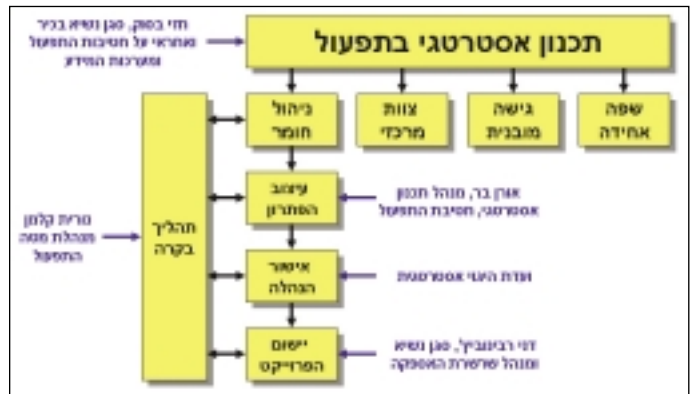 תכנון אסטרטגי בתפעול
חזי בסוק, סגן נשיא בכיר
ואחראי על חטיבות התפעול
ומערכות המידע
שפה
אחידה
גישה
מובנית
צוות
מרכזי
ניהול
חומר
עיצוב
הפתרון
אורן בר, מנהל תכנון
אסטרטגי, חטיבת התפעול
תהליך
בקרה
נורית קלמן
מנהלת מטה
התפעול
אישור
הנהלה
ועדת היגוי אסטרטגית
יישום
הפרוייקט
דני רבינוביץ', סגן נשיא
ומנהל שרשרת האספקה